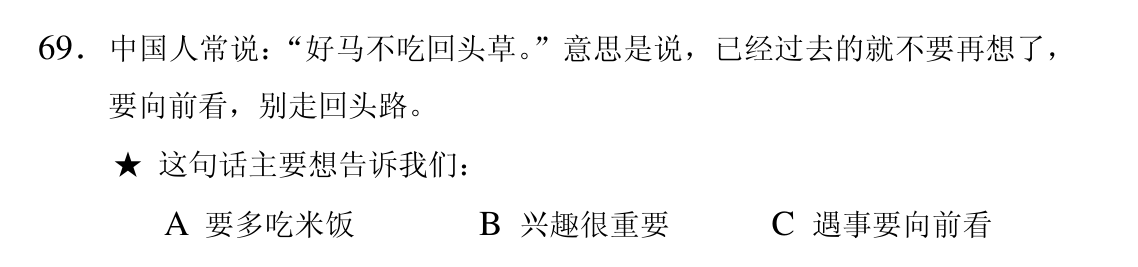 69．中国人常说：“好马不吃回头草。”意思是说，已经过去的就不要再想了，
要向前看，别走回头路。
★ 这句话主要想告诉我们：
A 要多吃米饭 B 兴趣很重要 C 遇事要向前看